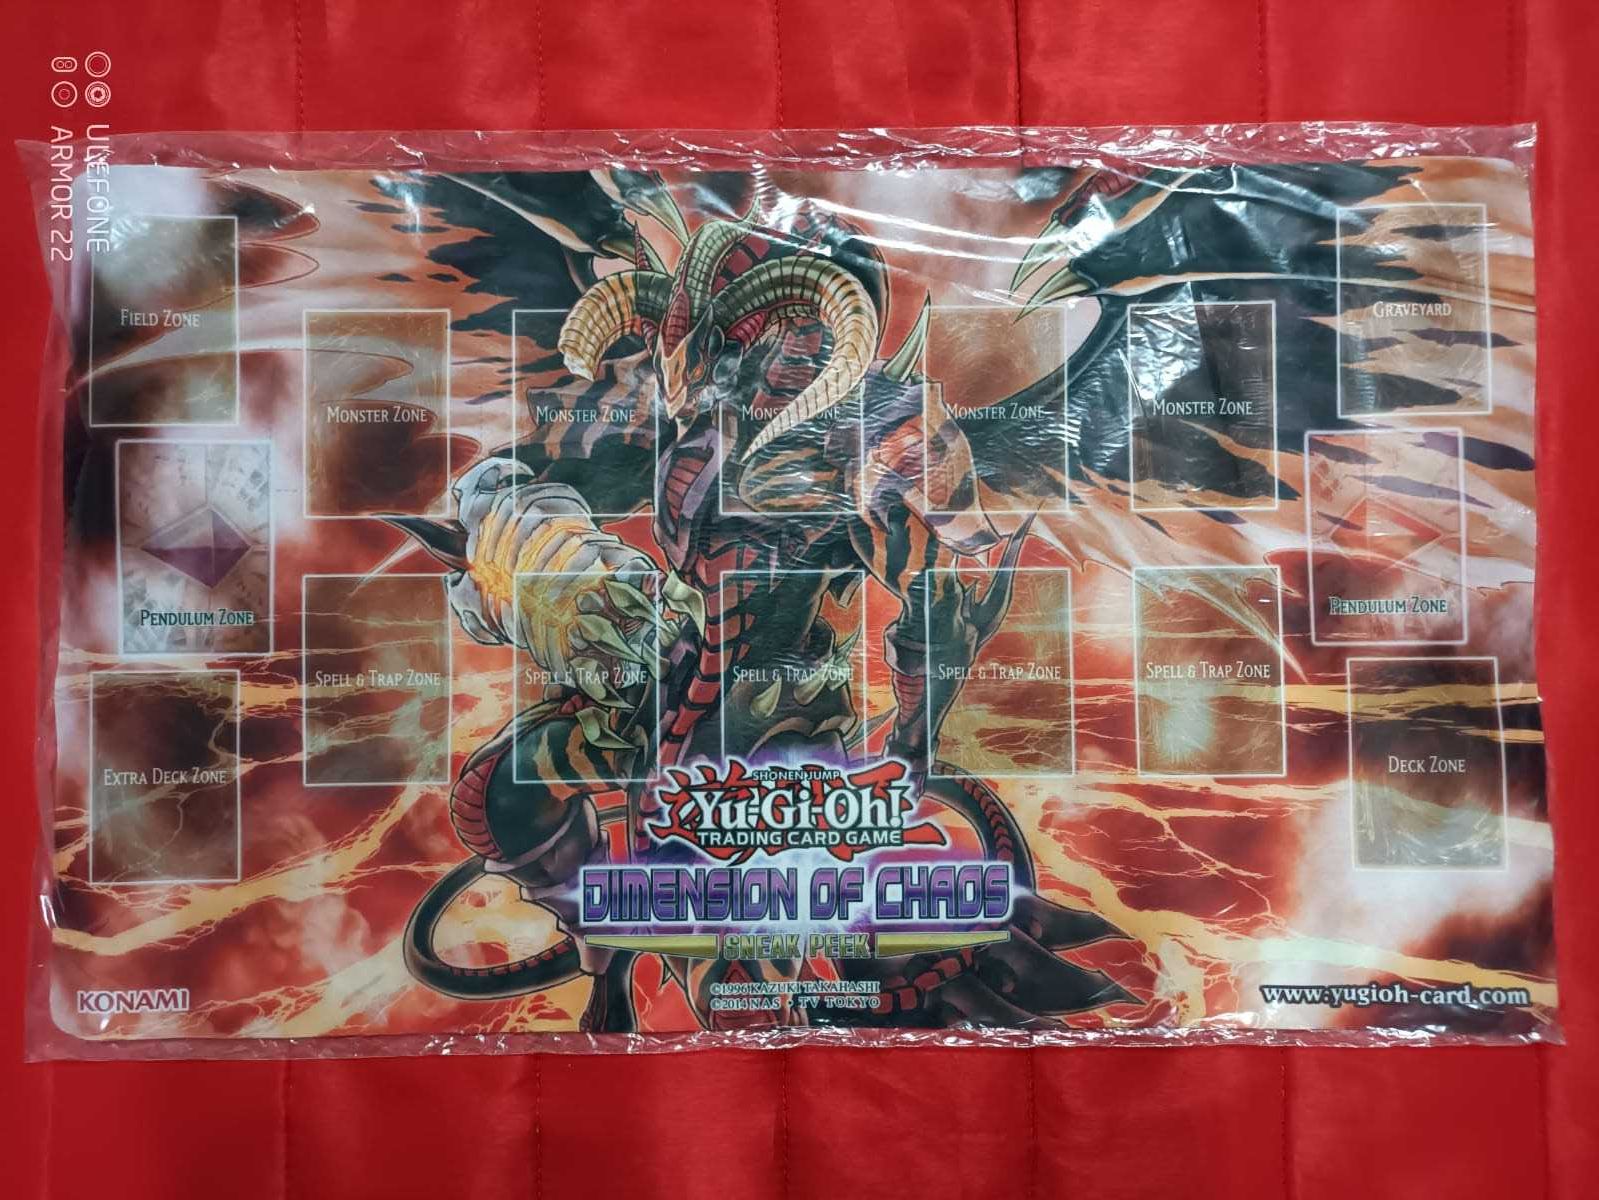 ULEFONE
ARMOR 22
FIELD ZONE
GRAVEYARD
MONSTER ZONE
MONSTER ZONE
MONSTER ZONE
MONSTER ZONE
MONSTER ZONE
PENDULUM ZONE
PENDULUM ZONE
SPELL & TRAP ZONE
SPELL & TRAP ZONE
SPELL & TRAP ZONE
SPELL & TRAP ZONE
SPELL & TRAP ZONE
EXTRA DECK ZONE
DECK ZONE
SHONEN JUMP
Yu-Gi-Oh!
TRADING CARD GAME
DIMENSION OF CHAOS
SNEAK PEEK
©1996 KAZUKI TAKAHASHI
©2014 NAS • TV TOKYO
KONAMI
www.yugioh-card.com